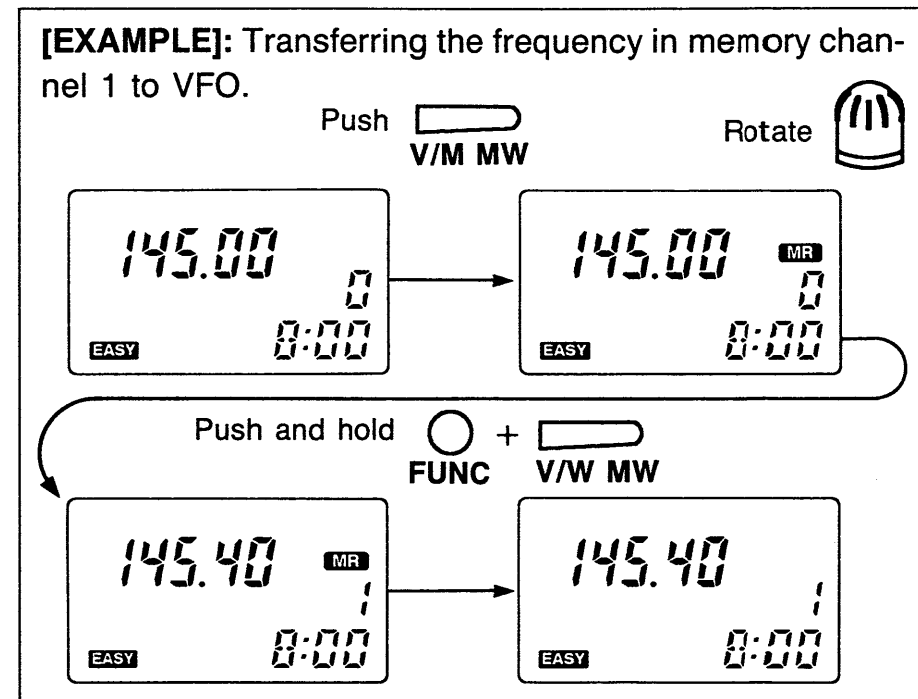 [EXAMPLE]: Transferring the frequency in memory chan-
nel 1 to VFO.
Push V/M MW
Rotate
145.00
0
EASY 8:00
145.00 MR
0
EASY 8:00
Push and hold FUNC + V/W MW
145.40 MR
1
EASY 8:00
145.40
1
EASY 8:00